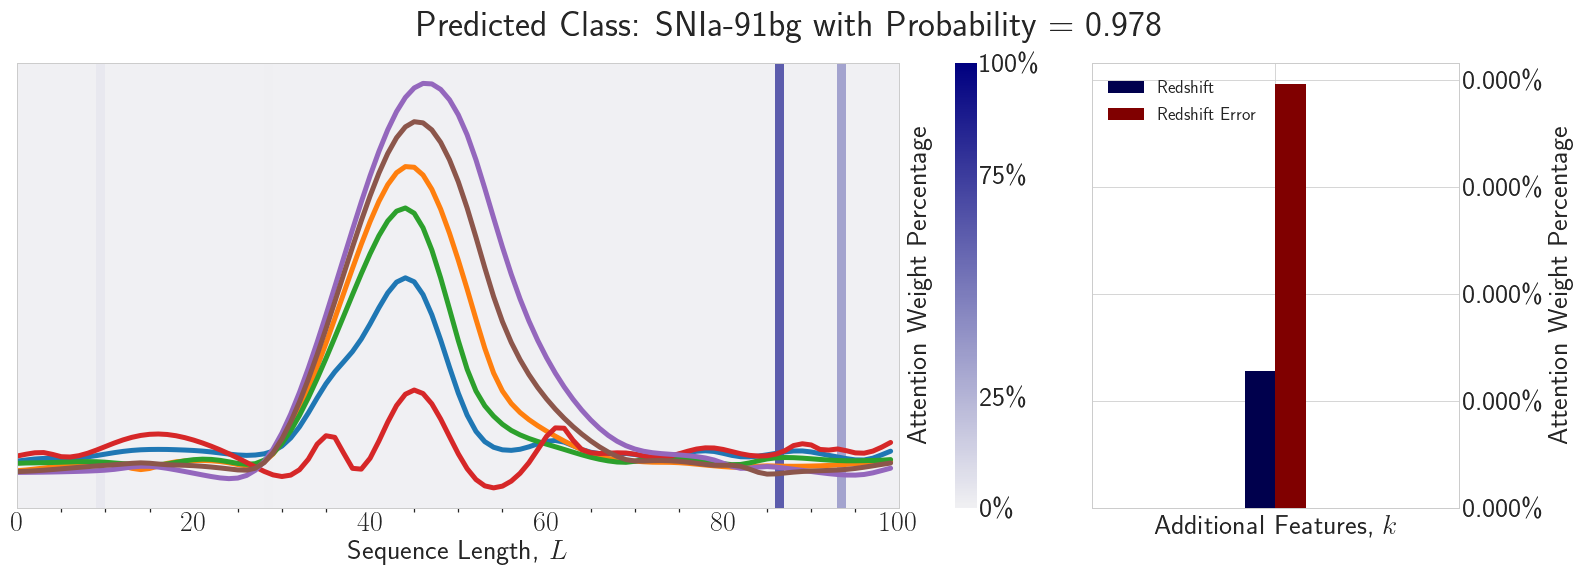 Predicted Class: SNIa-91bg with Probability = 0.978
0
20
40
60
80
100
Sequence Length, L
100%
75%
25%
0%
Attention Weight Percentage
Redshift
Redshift Error
0.000%
0.000%
0.000%
0.000%
0.000%
Attention Weight Percentage
Additional Features, k